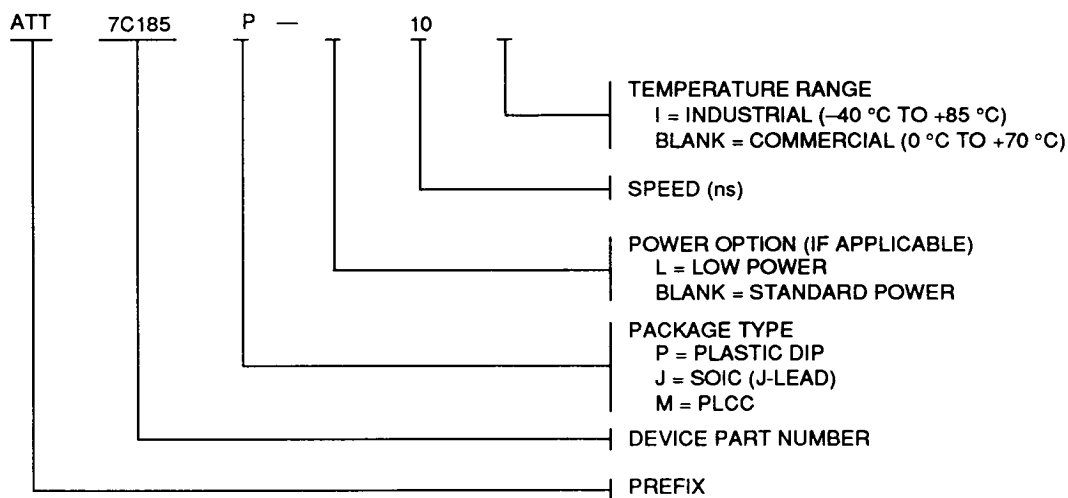 ATT 7C185 P — 10
TEMPERATURE RANGE
I = INDUSTRIAL (–40 °C TO +85 °C)
BLANK = COMMERCIAL (0 °C TO +70 °C)
SPEED (ns)
POWER OPTION (IF APPLICABLE)
L = LOW POWER
BLANK = STANDARD POWER
PACKAGE TYPE
P = PLASTIC DIP
J = SOIC (J-LEAD)
M = PLCC
DEVICE PART NUMBER
PREFIX